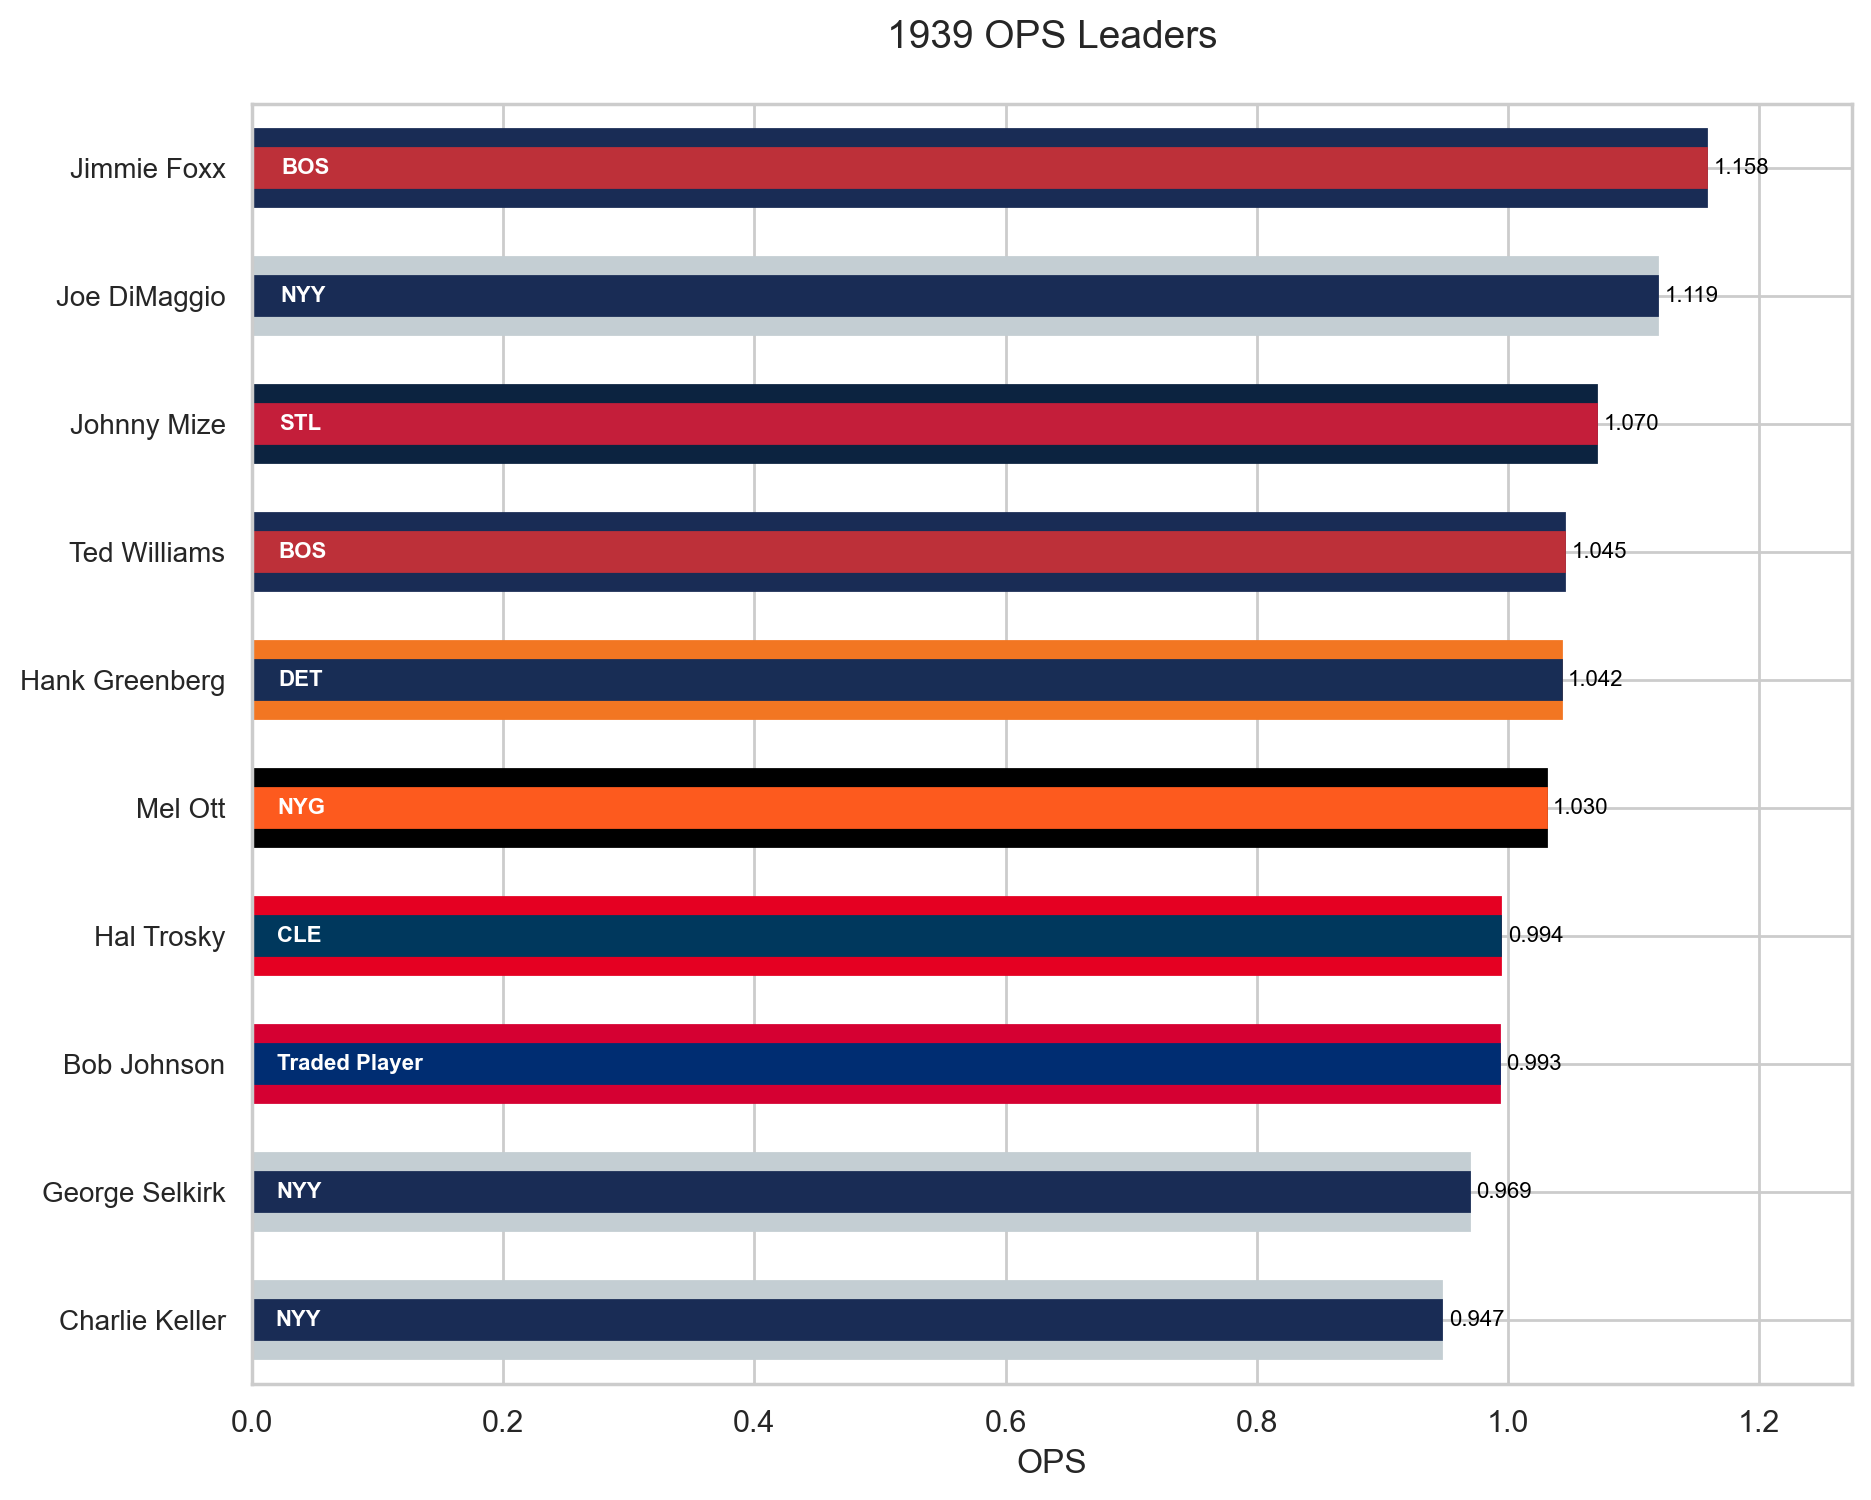 1939 OPS Leaders
Jimmie Foxx BOS 1.158
Joe DiMaggio NYY 1.119
Johnny Mize STL 1.070
Ted Williams BOS 1.045
Hank Greenberg DET 1.042
Mel Ott NYG 1.030
Hal Trosky CLE 0.994
Bob Johnson Traded Player 0.993
George Selkirk NYY 0.969
Charlie Keller NYY 0.947
0.0 0.2 0.4 0.6 0.8 1.0 1.2
OPS